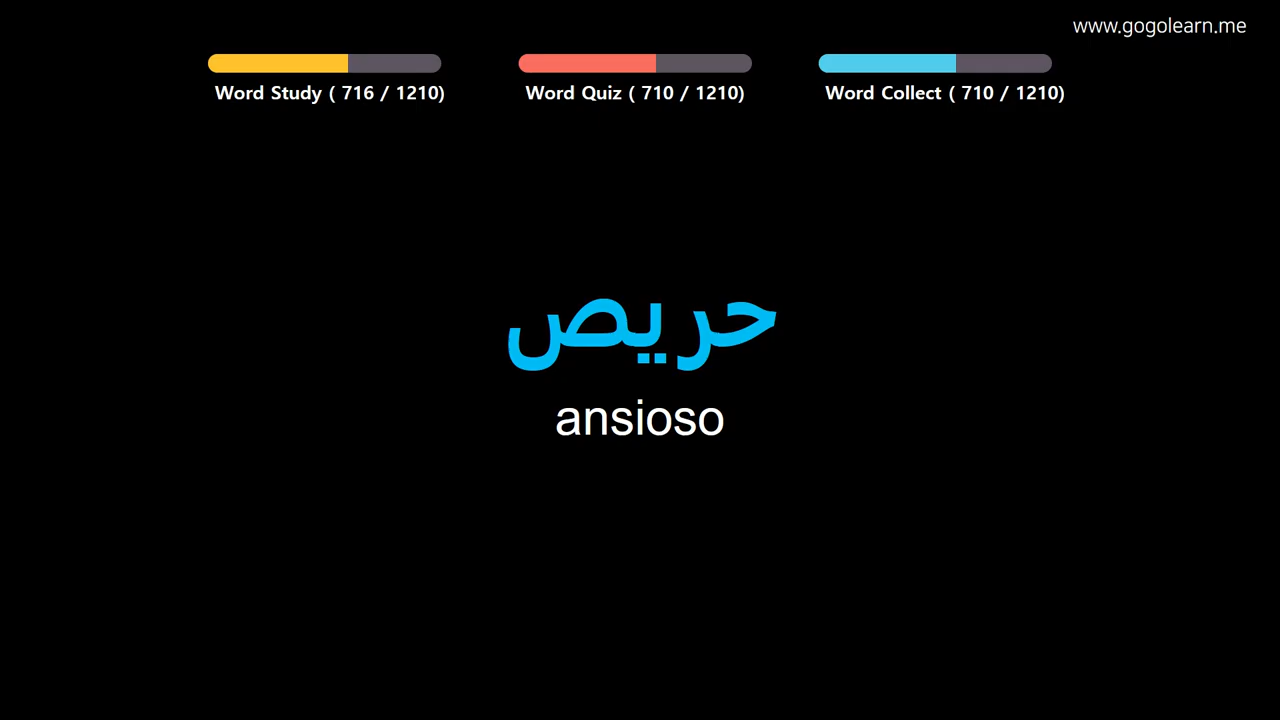 www.gogolearn.me
Word Study ( 716 / 1210)
Word Quiz ( 710 / 1210)
Word Collect ( 710 / 1210)
حريص
ansioso